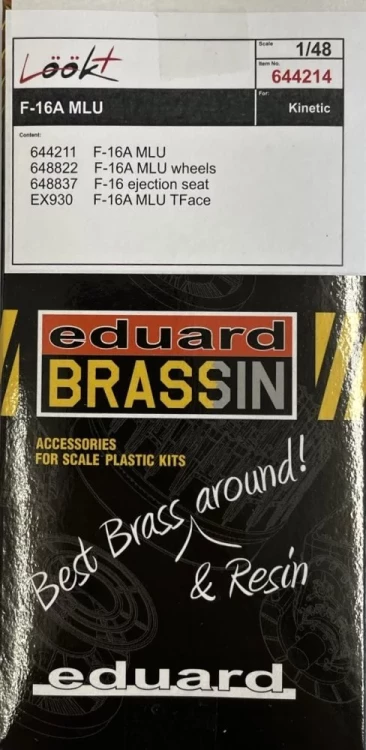 Löök+
Scale
1/48
Item No.
644214
F-16A MLU
For:
Kinetic
Content:
644211 F-16A MLU
648822 F-16A MLU wheels
648837 F-16 ejection seat
EX930 F-16A MLU TFace
eduard
BRASSIN
ACCESSORIES
FOR SCALE PLASTIC KITS
Best Brass around!
& Resin
eduard